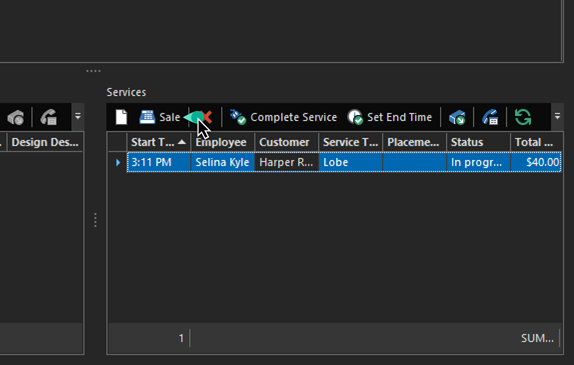 Services
Sale Complete Service Set End Time
Design Des...
Start T... Employee Customer Service T... Placeme... Status Total ...
3:11 PM Selina Kyle Harper R... Lobe In progr... $40.00
1 SUM...